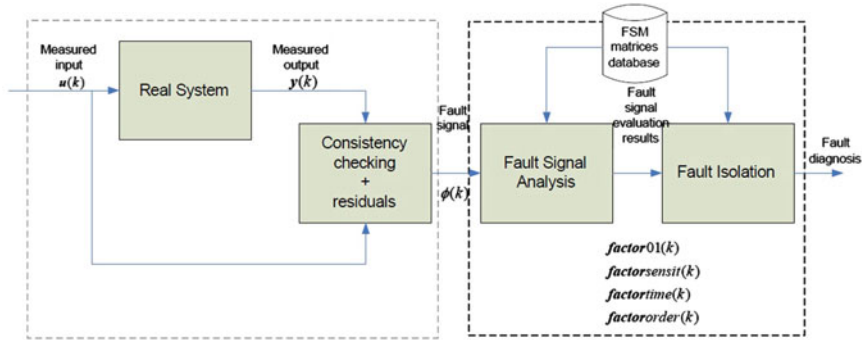 Measured
input
u(k)
Real System
Measured
output
y(k)
Consistency
checking
+
residuals
Fault
signal
ϕ(k)
FSM
matrices
database
Fault Signal
Analysis
Fault
signal
evaluation
results
Fault Isolation
Fault
diagnosis
factor01(k)
factorsensit(k)
factortime(k)
factororder(k)